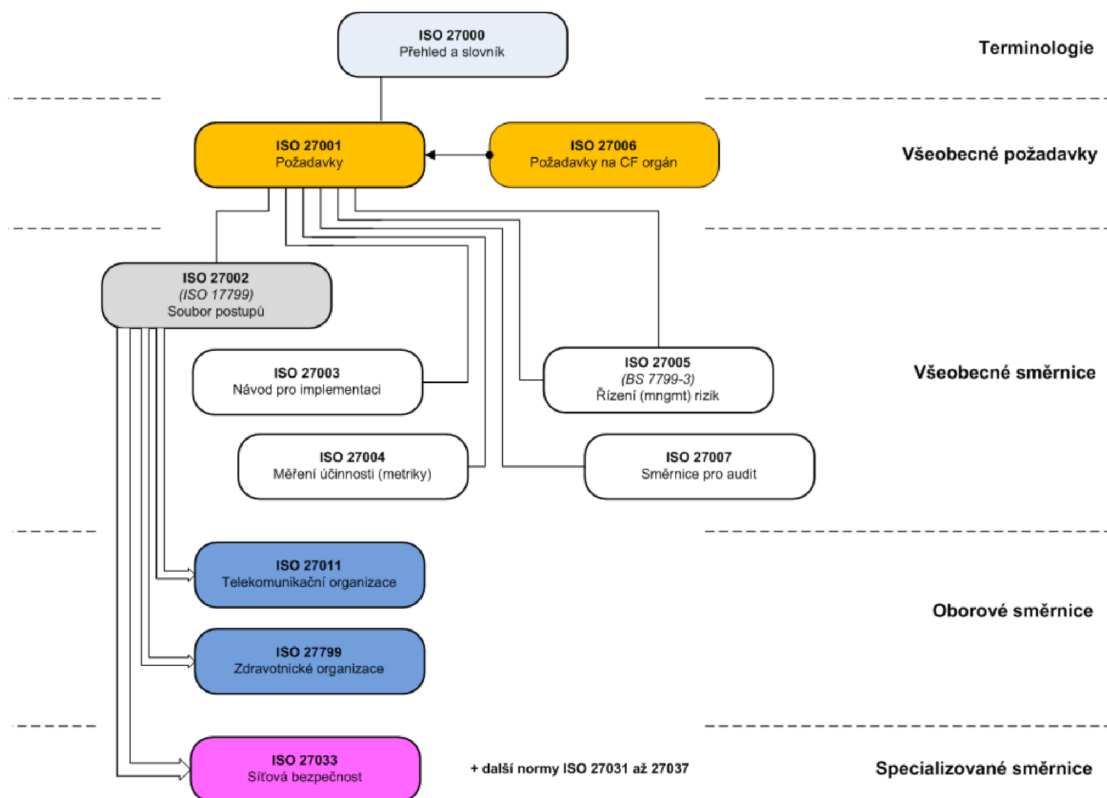 ISO 27000
Přehled a slovník
Terminologie
ISO 27001
Požadavky
ISO 27006
Požadavky na CF orgán
Všeobecné požadavky
ISO 27002
(ISO 17799)
Soubor postupů
ISO 27003
Návod pro implementaci
ISO 27005
(BS 7799-3)
Řízení (mngmt) rizik
Všeobecné směrnice
ISO 27004
Měření účinnosti (metriky)
ISO 27007
Směrnice pro audit
ISO 27011
Telekomunikační organizace
Oborové směrnice
ISO 27799
Zdravotnické organizace
ISO 27033
Síťová bezpečnost
+ další normy ISO 27031 až 27037
Specializované směrnice